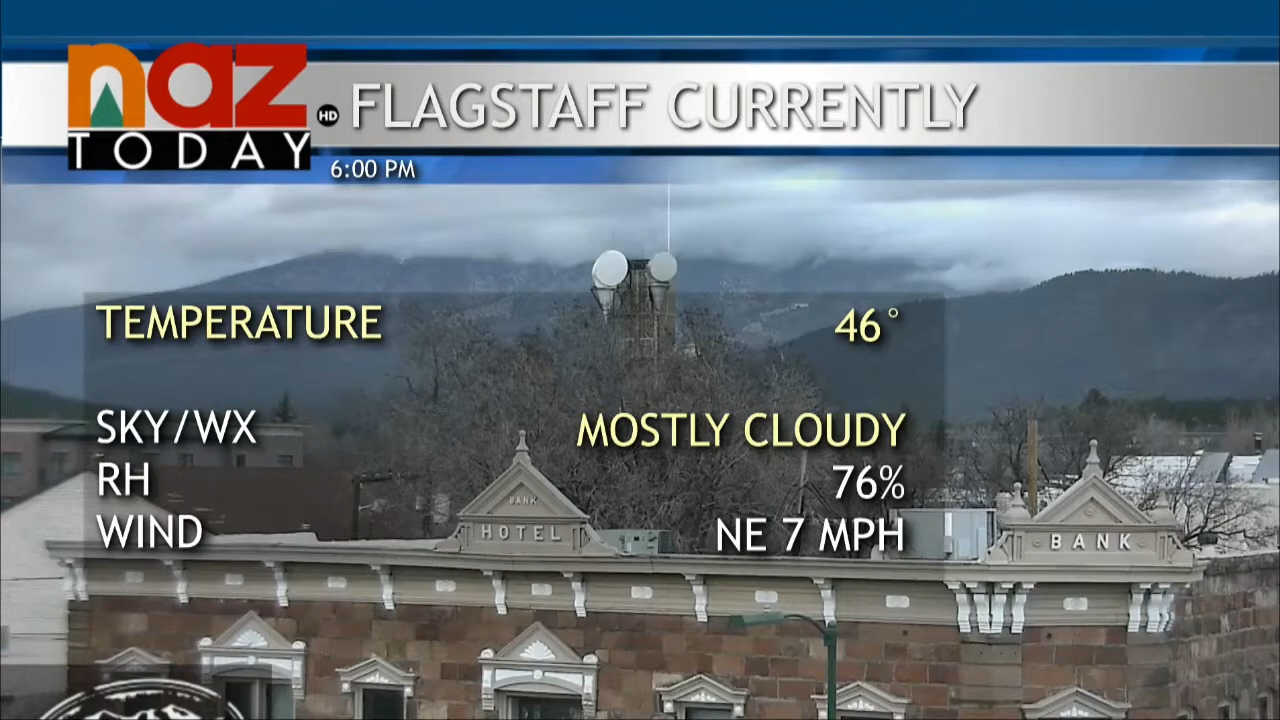 naz
TODAY
HD
FLAGSTAFF CURRENTLY
6:00 PM
TEMPERATURE 46°
SKY/WX MOSTLY CLOUDY
RH 76%
WIND NE 7 MPH
BANK
HOTEL
BANK